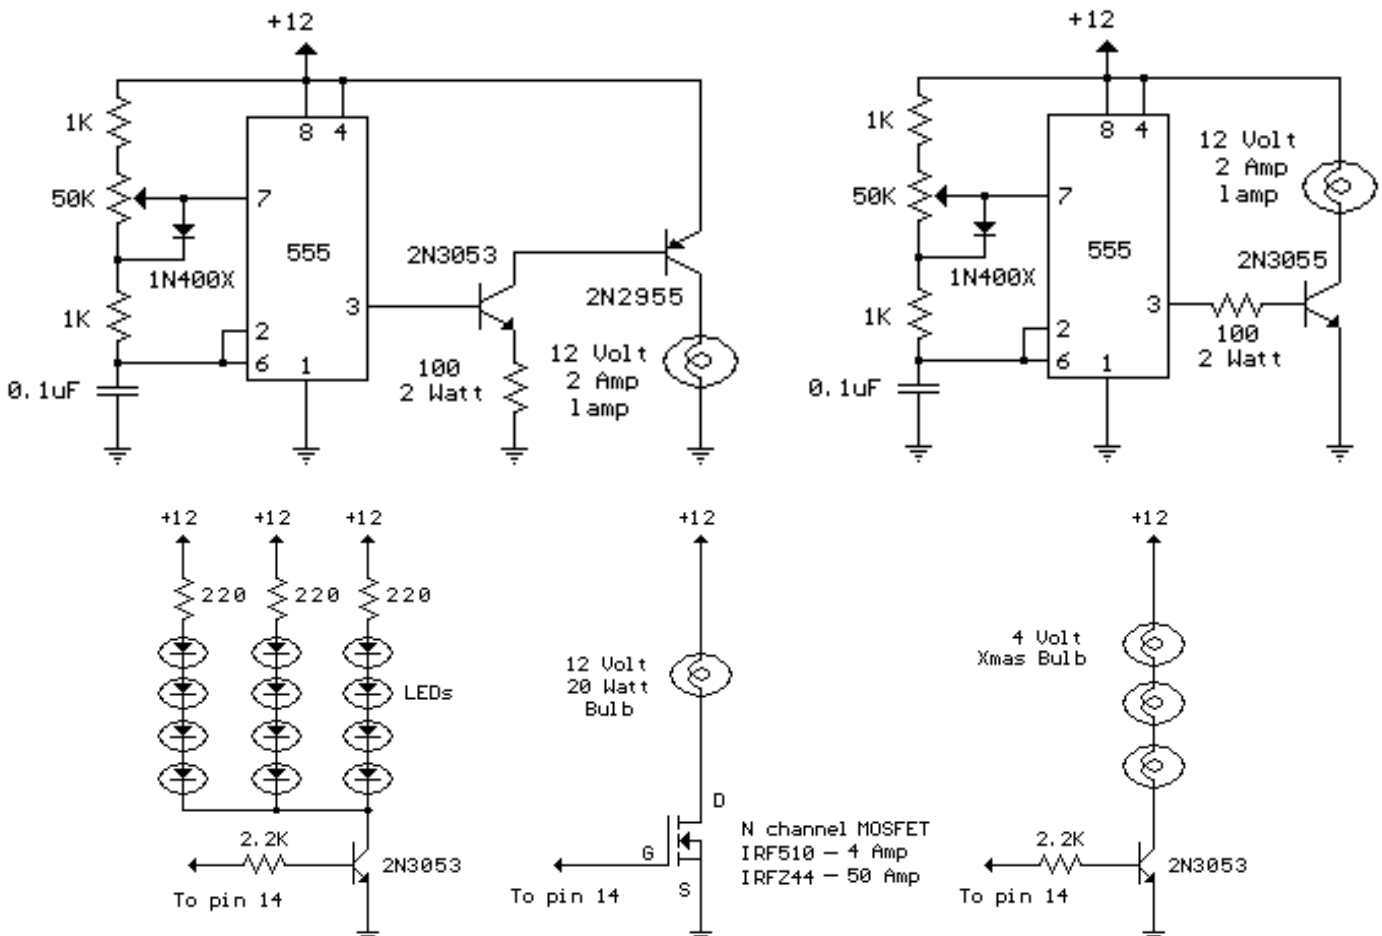 +12
1K
8 4
50K
7
555
2N3053
1N400X
2N2955
3
1K
2
6 1
0.1uF
100
2 Watt
12 Volt
2 Amp
lamp
+12
1K
8 4
12 Volt
2 Amp
lamp
50K
7
555
2N3055
1N400X
3
1K
2
6 1
100
2 Watt
0.1uF
+12 +12 +12
220 220 220
LEDs
2.2K
2N3053
To pin 14
+12
12 Volt
20 Watt
Bulb
D
G
S
N channel MOSFET
IRF510 – 4 Amp
IRFZ44 – 50 Amp
To pin 14
+12
4 Volt
Xmas Bulb
2.2K
2N3053
To pin 14